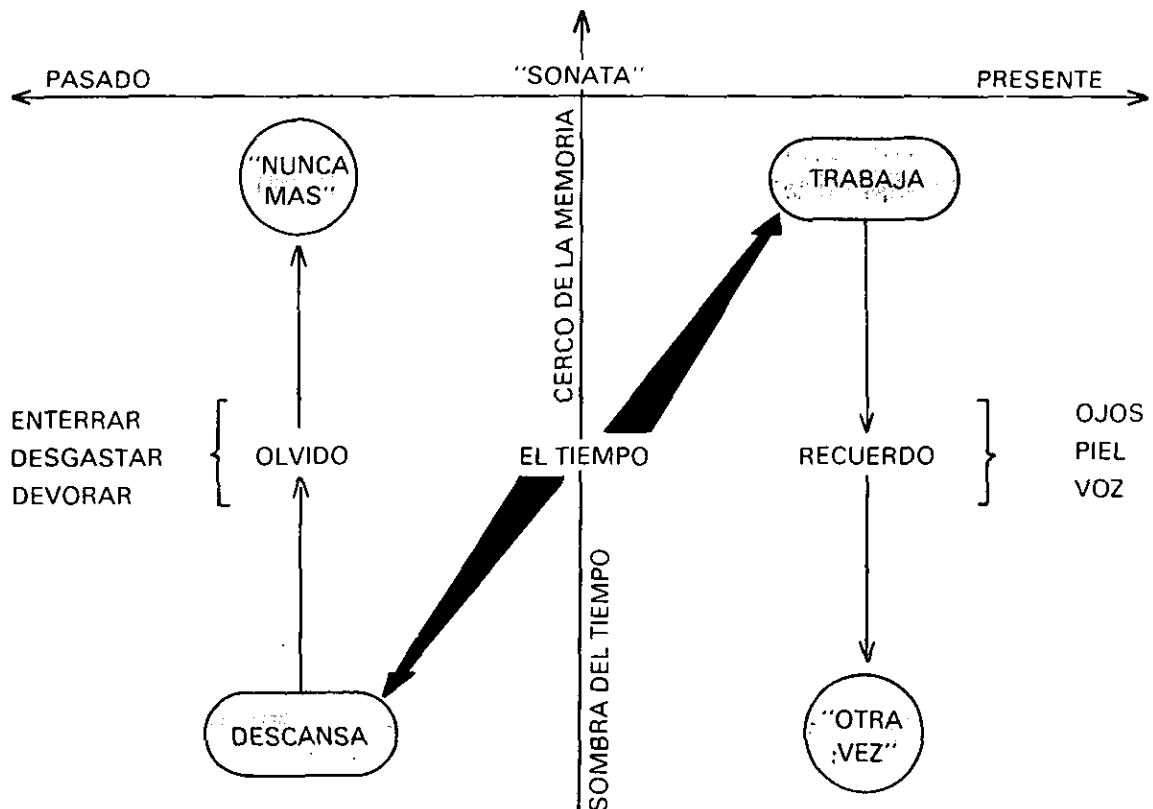 PASADO
"SONATA"
PRESENTE
"NUNCA
MAS"
CERCO DE LA MEMORIA
TRABAJA
ENTERRAR
DESGASTAR
DEVORAR
OLVIDO
EL TIEMPO
RECUERDO
OJOS
PIEL
VOZ
DESCANSA
SOMBRA DEL TIEMPO
"OTRA
VEZ"